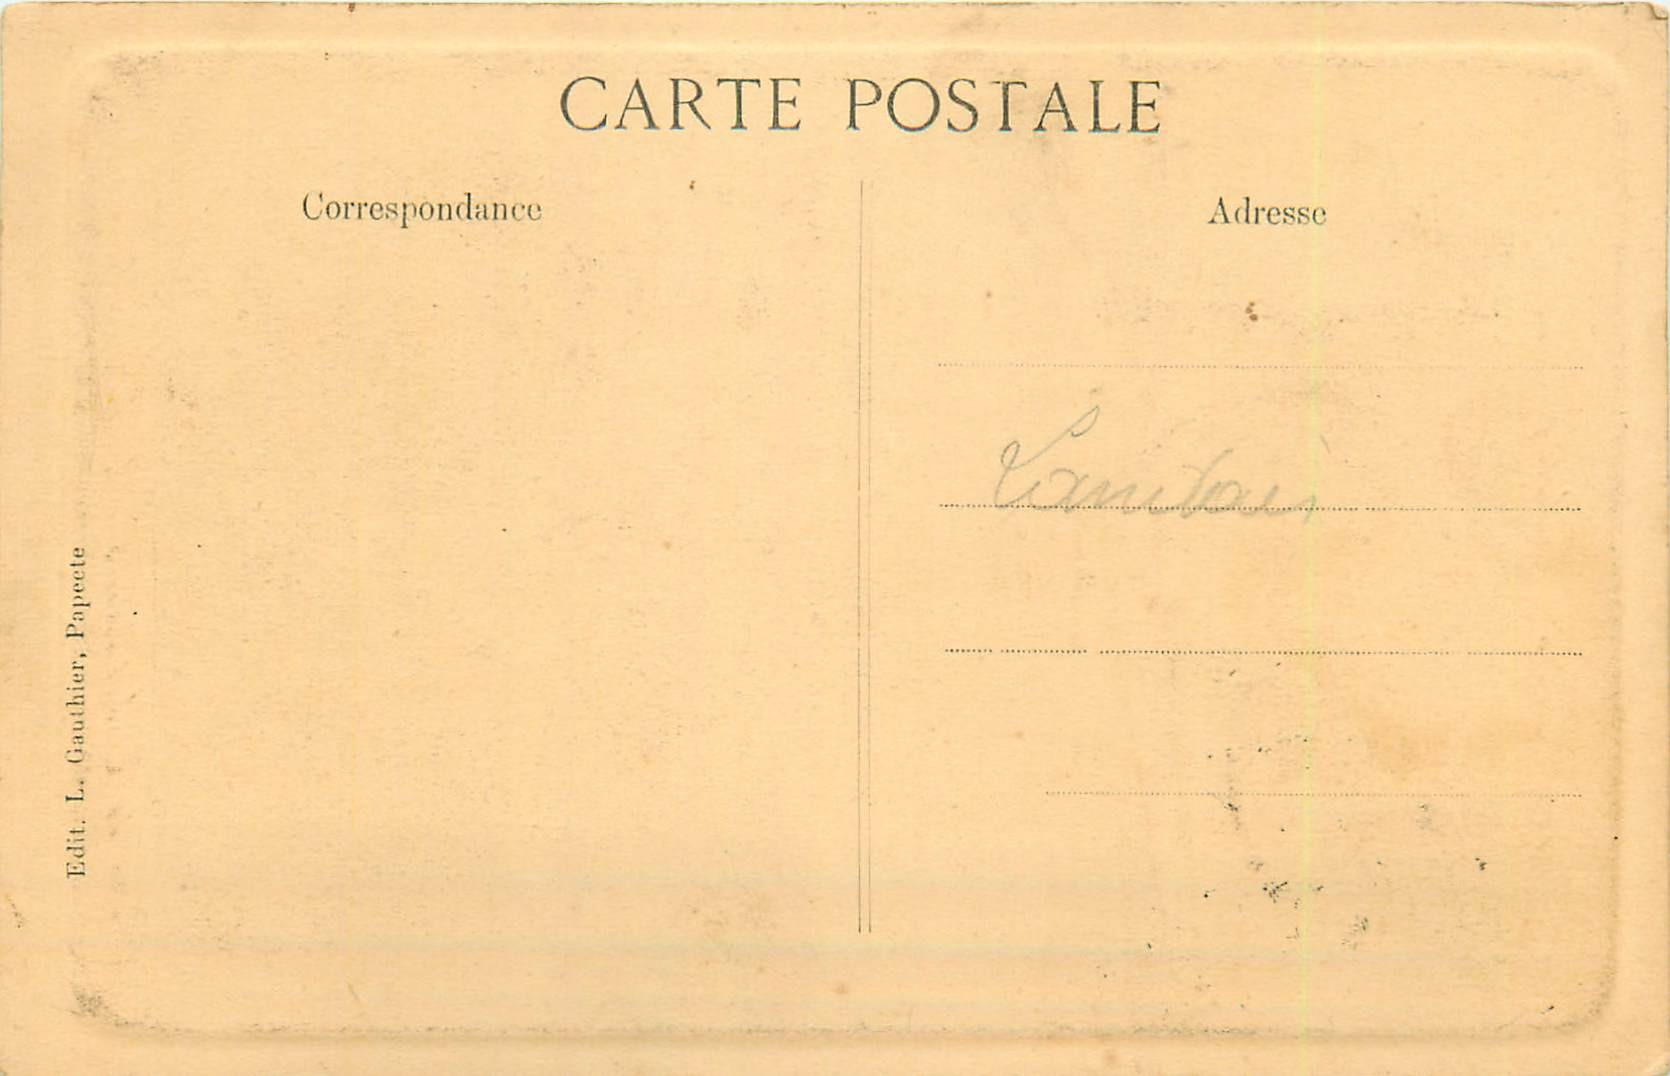 CARTE POSTALE
Correspondance
Adresse
Edit. L. Gauthier, Papeete